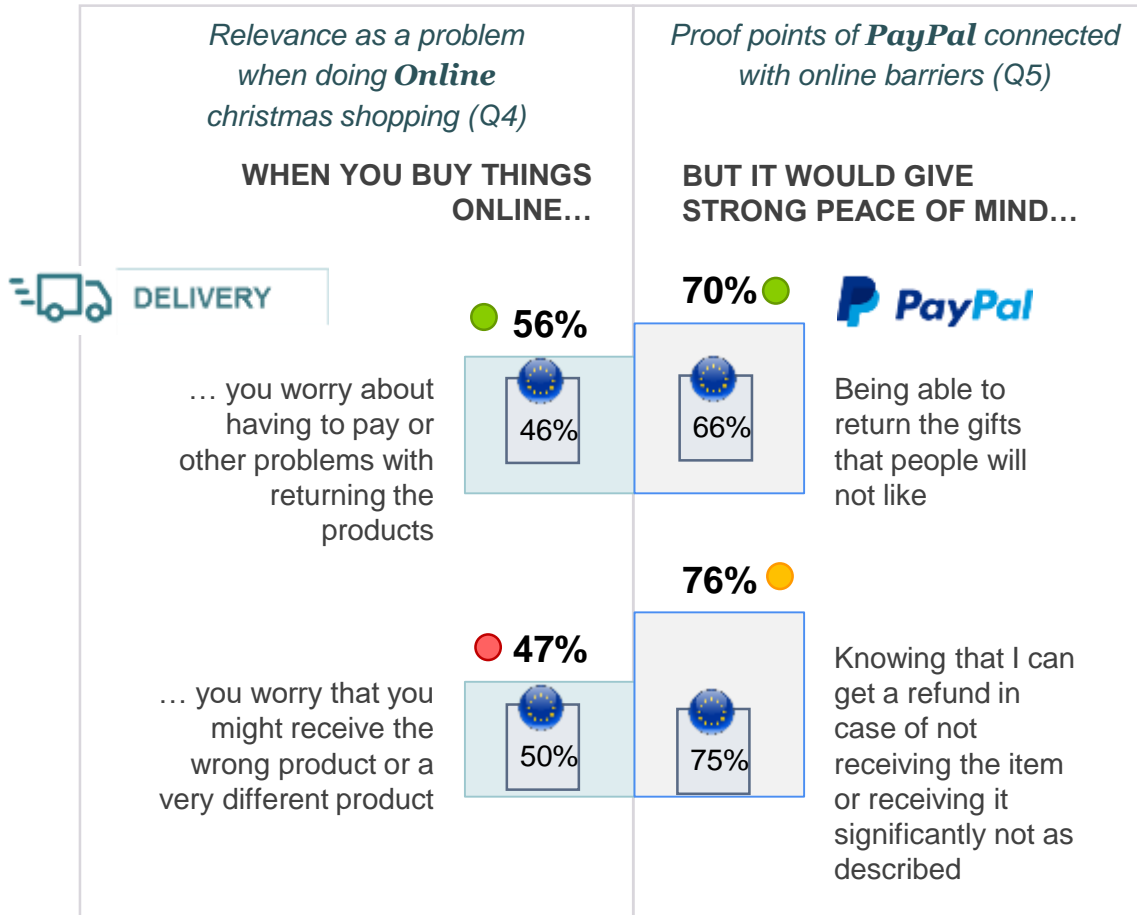 Relevance as a problem
when doing Online
christmas shopping (Q4)
Proof points of PayPal connected
with online barriers (Q5)
WHEN YOU BUY THINGS
ONLINE…
BUT IT WOULD GIVE
STRONG PEACE OF MIND…
DELIVERY
56%
70%
PayPal
… you worry about
having to pay or
other problems with
returning the
products
46%
66%
Being able to
return the gifts
that people will
not like
47%
76%
… you worry that you
might receive the
wrong product or a
very different product
50%
75%
Knowing that I can
get a refund in
case of not
receiving the item
or receiving it
significantly not as
described